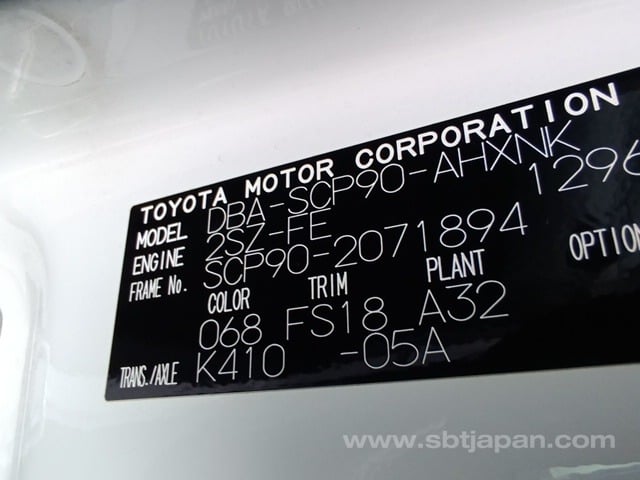 TOYOTA MOTOR CORPORATION
MODEL DBA-SCP90-AHXNK
ENGINE 2SZ-FE 1296
FRAME No. SCP90-2071894
COLOR TRIM PLANT OPTION
068 FS18 A32
TRANS./AXLE K410 -05A
www.sbtjapan.com